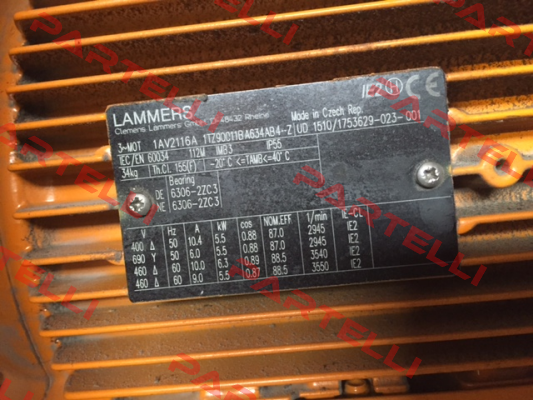 LAMMERS
Clemens Lammers GmbH 48432 Rheine
Made in Czech Rep.
IE2 H CE
3~MOT 1AV2116A 1TZ90011BA634AB4-Z UD 1510/1753629-023-001
IEC/EN 60034 112M IMB3 IP55
34kg Th.CL 155(F) -20°C <=TAMB<=40°C
Bearing
DE 6306-2ZC3
NE 6306-2ZC3
V Hz A kW cos NOM.EFF 1/min IE-CL
400 Δ 50 10.4 5.5 0.88 87.0 2945 IE2
690 Y 50 6.0 5.5 0.88 87.0 2945 IE2
460 Δ 60 10.0 6.3 0.89 88.5 3540 IE2
460 Δ 60 9.0 5.5 0.87 88.5 3550 IE2
PARTELLI
PARTELLI
PARTELLI
PARTELLI
PARTELLI